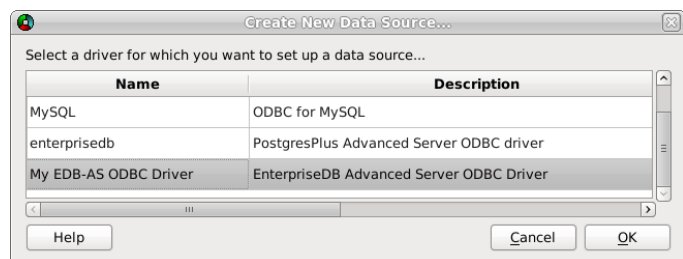 Create New Data Source...
Select a driver for which you want to set up a data source...
Name Description
MySQL ODBC for MySQL
enterprisedb PostgresPlus Advanced Server ODBC driver
My EDB-AS ODBC Driver EnterpriseDB Advanced Server ODBC Driver
Help Cancel OK